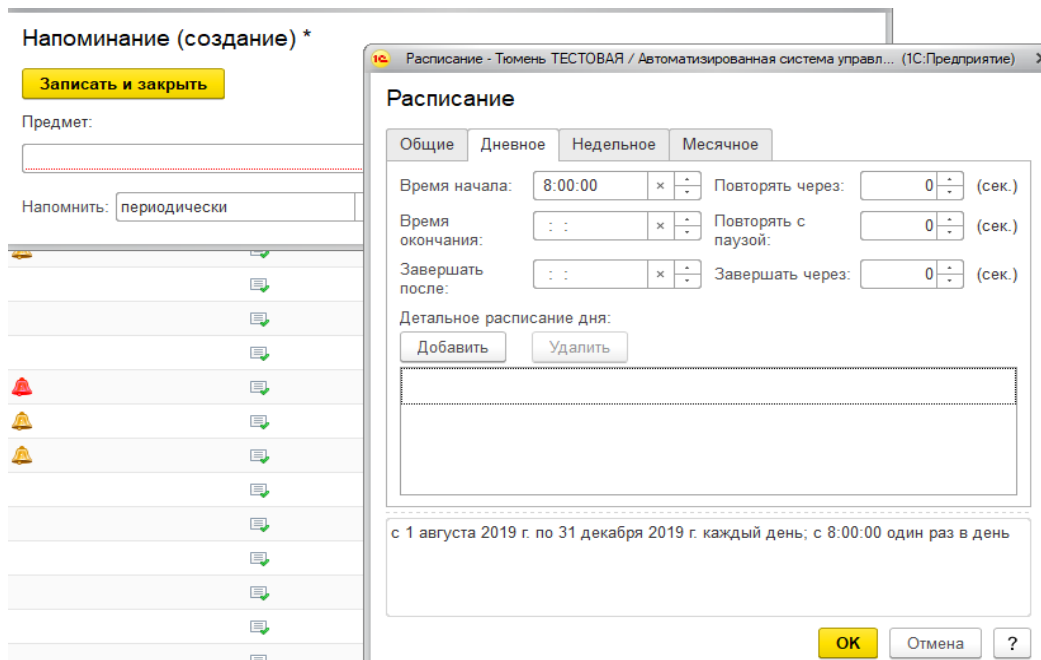 Напоминание (создание) *
Записать и закрыть
Предмет:
Напомнить: периодически
1С Расписание - Тюмень ТЕСТОВАЯ / Автоматизированная система управл... (1С:Предприятие) ×
Расписание
Общие Дневное Недельное Месячное
Время начала: 8:00:00 × Повторять через: 0 (сек.)
Время окончания: : : × Повторять с паузой: 0 (сек.)
Завершать после: : : × Завершать через: 0 (сек.)
Детальное расписание дня:
Добавить Удалить
с 1 августа 2019 г. по 31 декабря 2019 г. каждый день; с 8:00:00 один раз в день
ОК Отмена ?